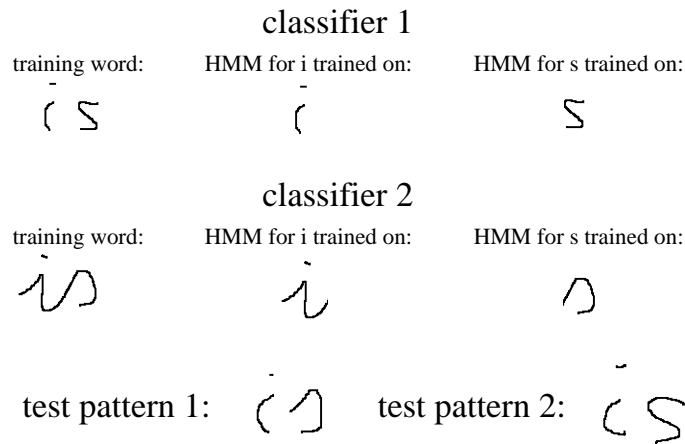 classifier 1
training word: HMM for i trained on: HMM for s trained on:
i s i s
classifier 2
training word: HMM for i trained on: HMM for s trained on:
is i s
test pattern 1: i s test pattern 2: i s